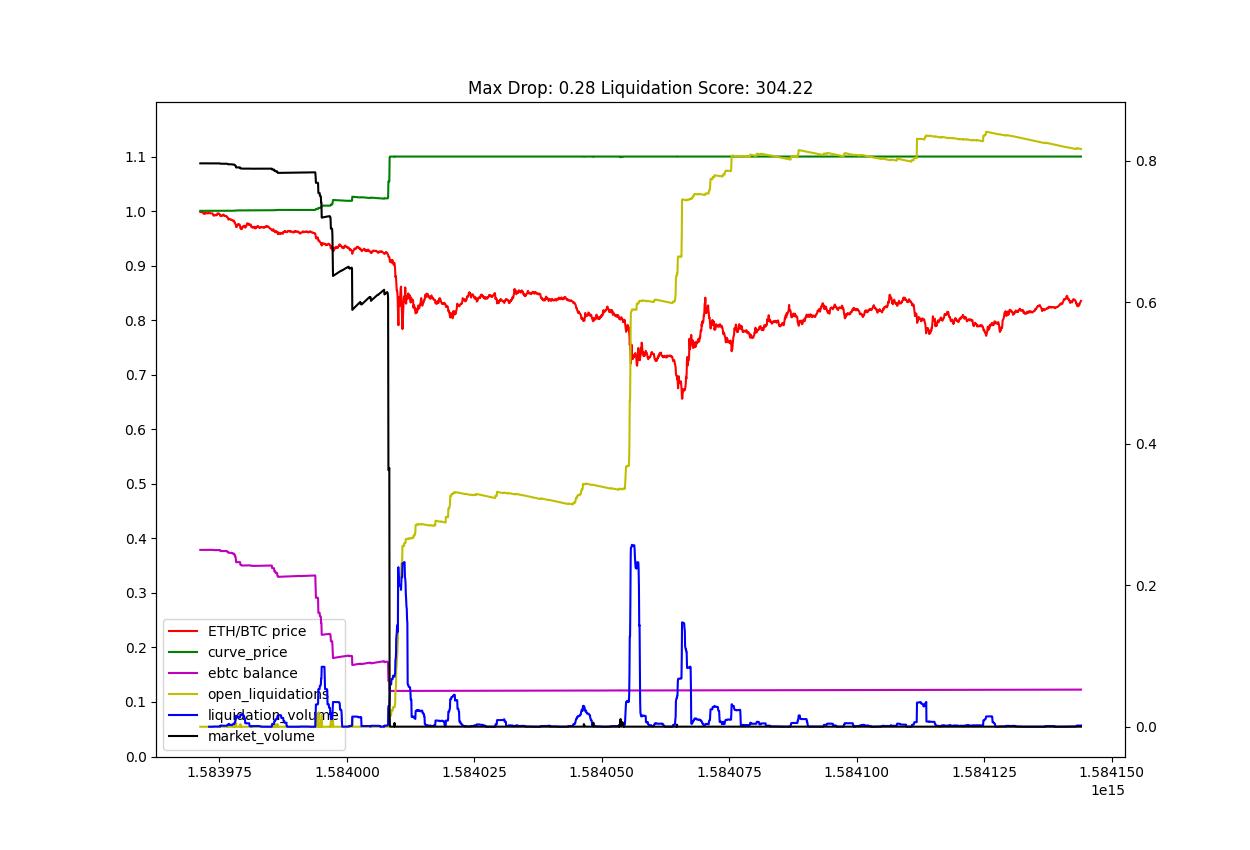 Max Drop: 0.28 Liquidation Score: 304.22
1.1
1.0
0.9
0.8
0.7
0.6
0.5
0.4
0.3
0.2
0.1
0.0
0.8
0.6
0.4
0.2
0.0
ETH/BTC price
curve_price
ebtc balance
open_liquidations
liquidation_volume
market_volume
1.583975 1.584000 1.584025 1.584050 1.584075 1.584100 1.584125 1.584150
1e15